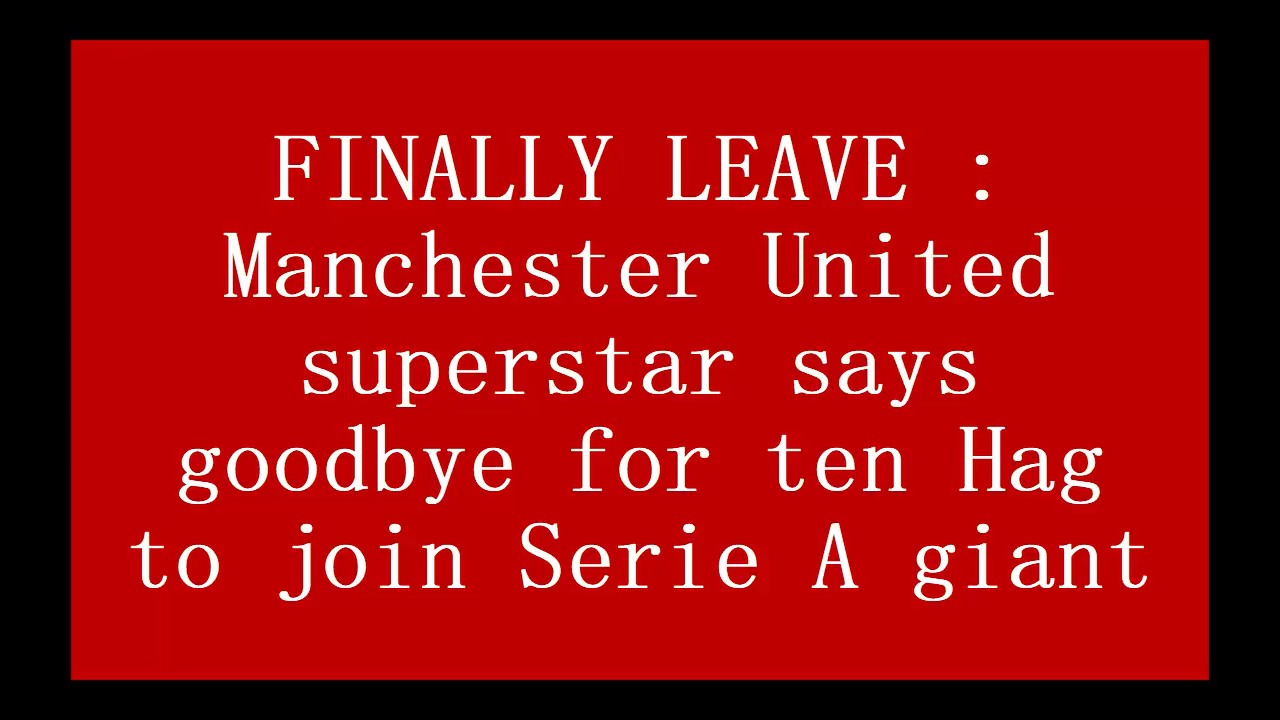 FINALLY LEAVE :
Manchester United
superstar says
goodbye for ten Hag
to join Serie A giant